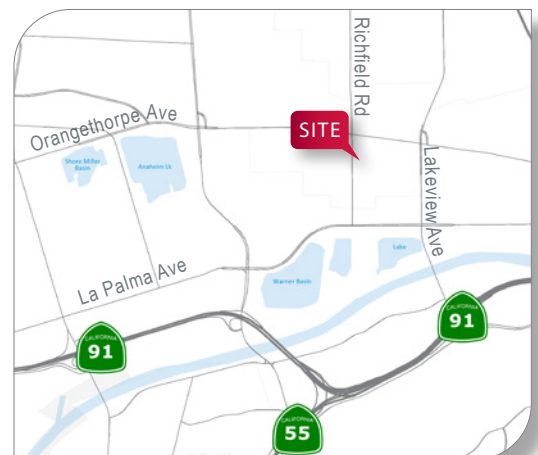 Richfield Rd
Orangethorpe Ave
SITE
Lakeview Ave
Shore Miller
Basin
Anaheim Lk
Lake
La Palma Ave
Warner Basin
CALIFORNIA
91
CALIFORNIA
91
CALIFORNIA
55